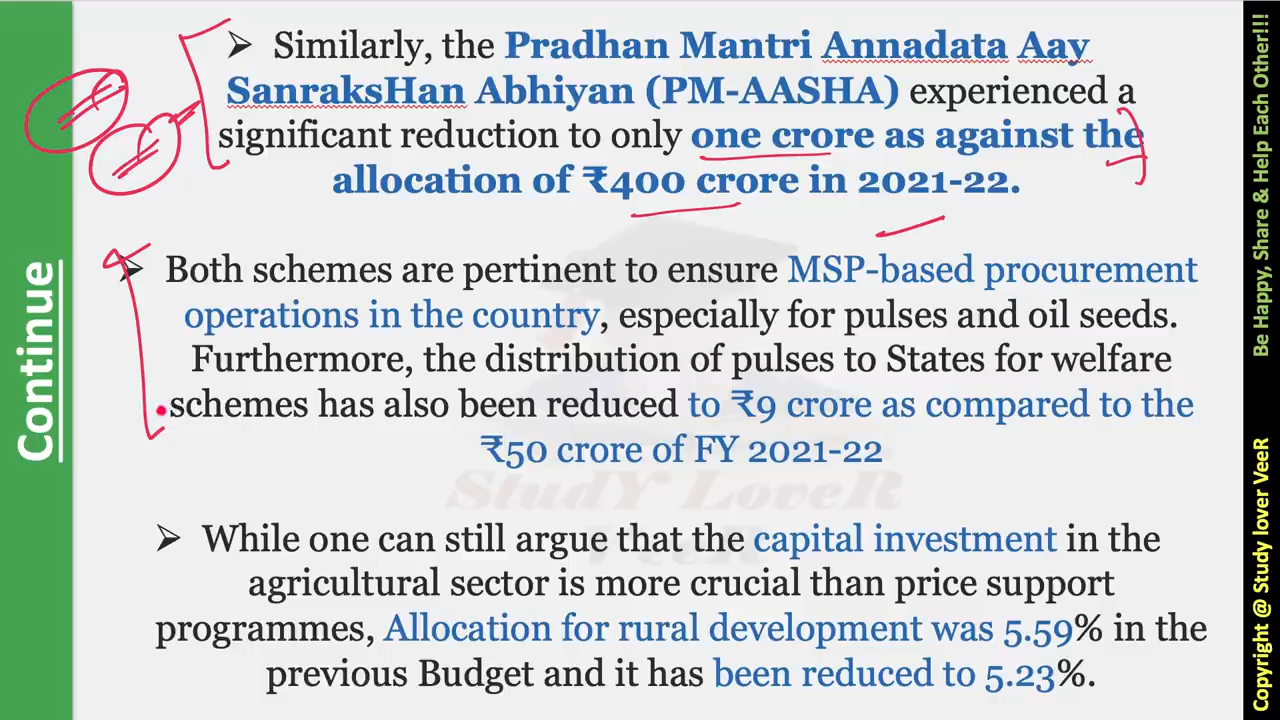 Continue
➢ Similarly, the Pradhan Mantri Annadata Aay
SanraksHan Abhiyan (PM-AASHA) experienced a
significant reduction to only one crore as against the
allocation of ₹400 crore in 2021-22.
➢ Both schemes are pertinent to ensure MSP-based procurement
operations in the country, especially for pulses and oil seeds.
Furthermore, the distribution of pulses to States for welfare
schemes has also been reduced to ₹9 crore as compared to the
₹50 crore of FY 2021-22
StudY LoveR
VeeR
➢ While one can still argue that the capital investment in the
agricultural sector is more crucial than price support
programmes, Allocation for rural development was 5.59% in the
previous Budget and it has been reduced to 5.23%.
Be Happy, Share & Help Each Other!!!
Copyright @ Study lover VeeR